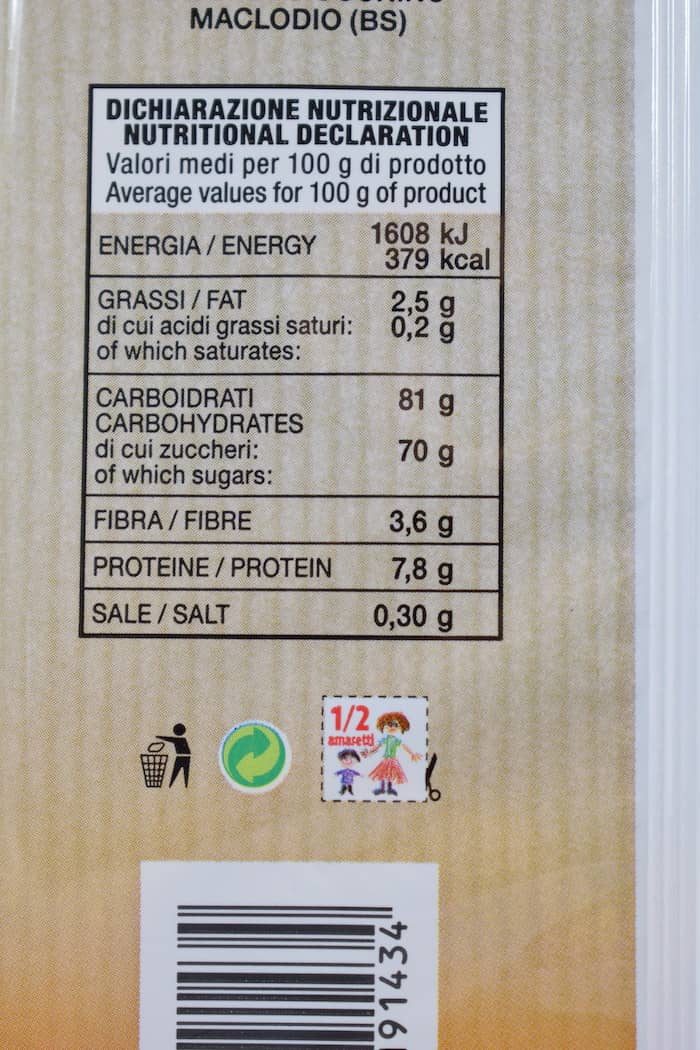 MACLODIO (BS)
DICHIARAZIONE NUTRIZIONALE
NUTRITIONAL DECLARATION
Valori medi per 100 g di prodotto
Average values for 100 g of product
ENERGIA / ENERGY 1608 kJ
379 kcal
GRASSI / FAT 2,5 g
di cui acidi grassi saturi: 0,2 g
of which saturates:
CARBOIDRATI 81 g
CARBOHYDRATES
di cui zuccheri: 70 g
of which sugars:
FIBRA / FIBRE 3,6 g
PROTEINE / PROTEIN 7,8 g
SALE / SALT 0,30 g
1/2
amaretti
91434